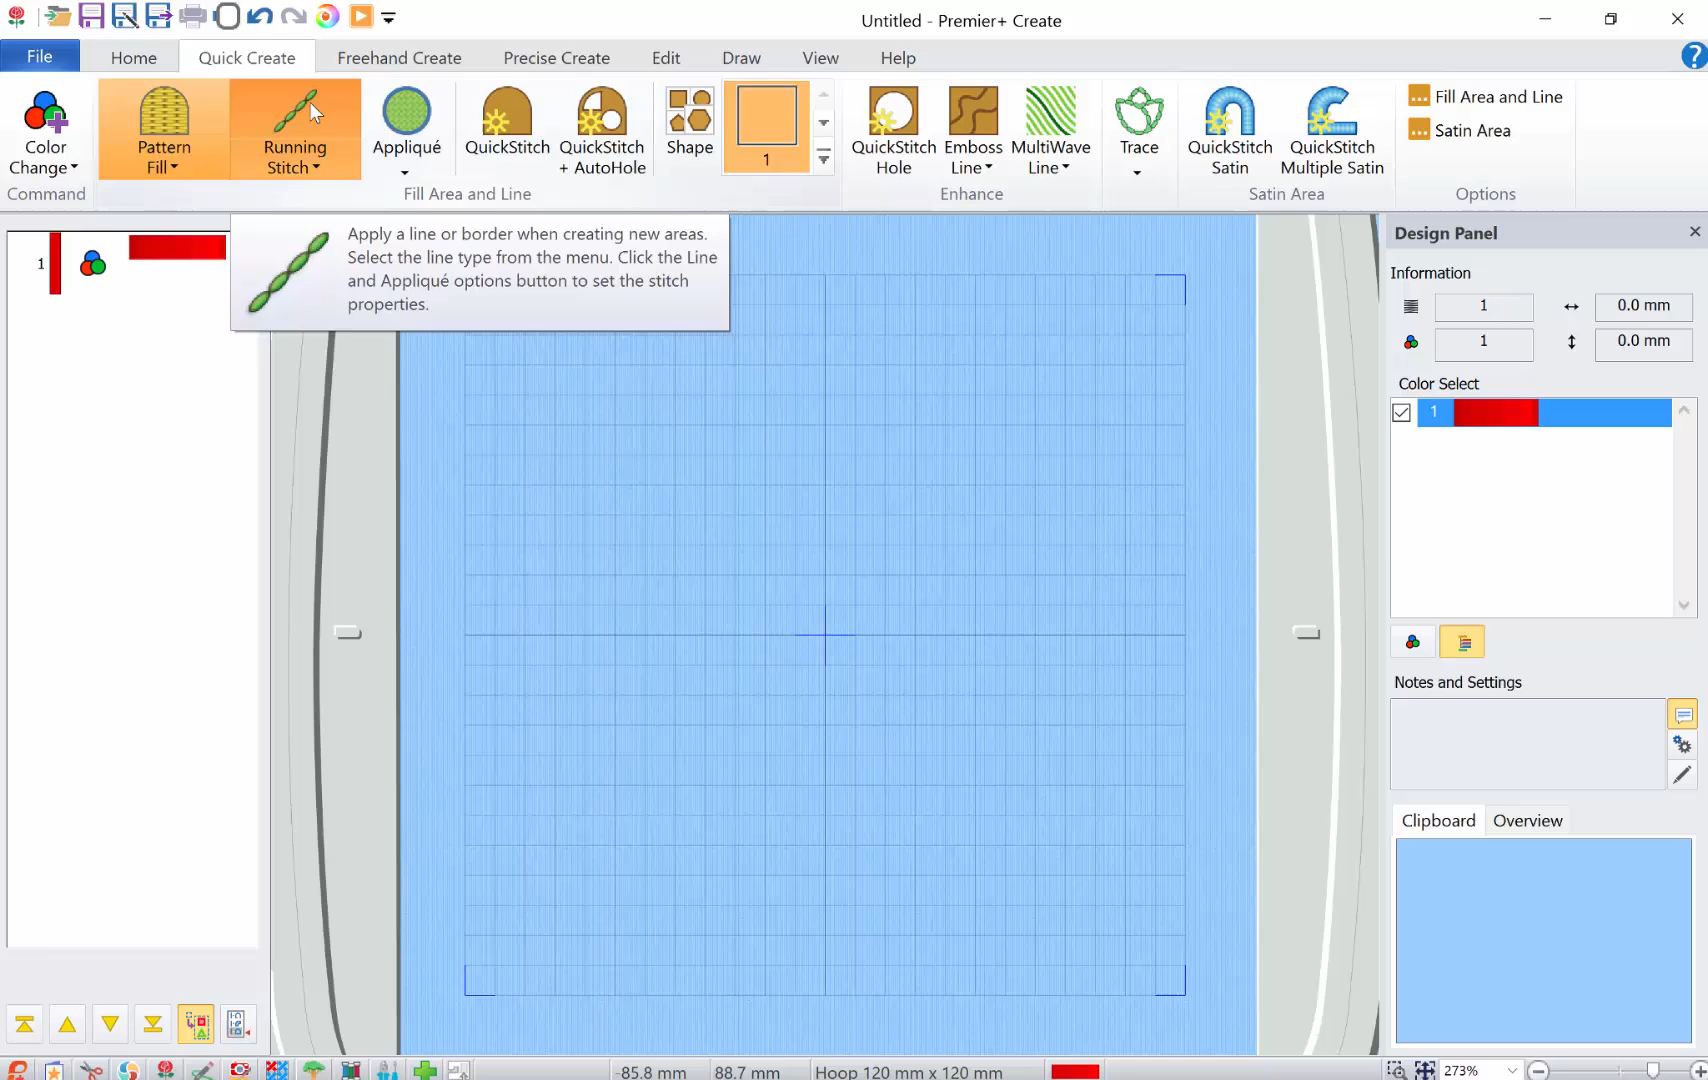 Untitled - Premier+ Create
File
Home
Quick Create
Freehand Create
Precise Create
Edit
Draw
View
Help
?
Color
Change
Pattern
Fill
Running
Stitch
Appliqué
QuickStitch
QuickStitch
+ AutoHole
Shape
1
QuickStitch
Hole
Emboss
Line
MultiWave
Line
Trace
QuickStitch
Satin
QuickStitch
Multiple Satin
Fill Area and Line
Satin Area
Command
Fill Area and Line
Enhance
Satin Area
Options
1
Apply a line or border when creating new areas.
Select the line type from the menu. Click the Line
and Appliqué options button to set the stitch
properties.
Design Panel
Information
1
0.0 mm
1
0.0 mm
Color Select
1
Notes and Settings
Clipboard
Overview
-85.8 mm
88.7 mm
Hoop 120 mm x 120 mm
273%